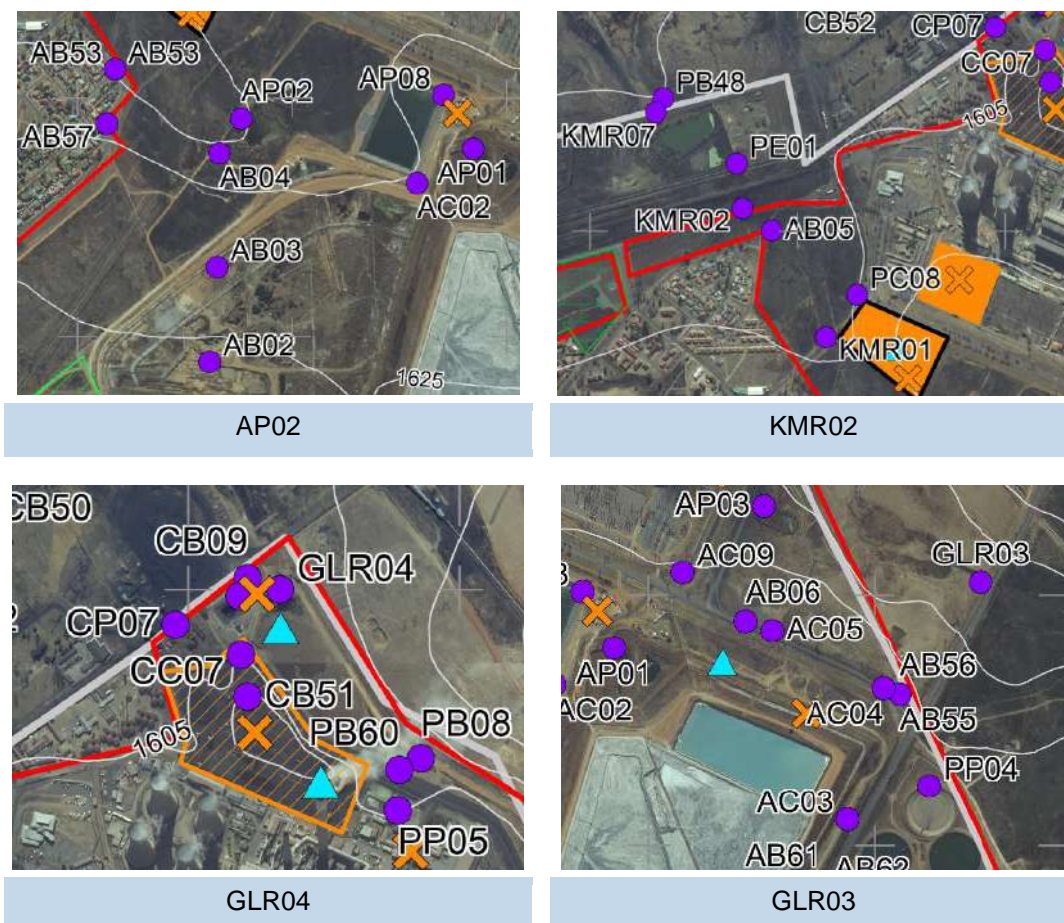 AB53 AB53
AP08
AP02
AB57
AB04
AP01
AC02
AB03
AB02
1625
AP02
CB52
CP07
CC07
PB48
1605
KMR07
PE01
KMR02
AB05
PC08
KMR01
KMR02
CB50
CB09
GLR04
CP07
CC07
CB51
PB08
PB60
1605
PP05
GLR04
AP03
AC09
GLR03
AB06
AC05
AP01
AB56
AC02
AC04
AB55
PP04
AC03
AB61
AB62
GLR03